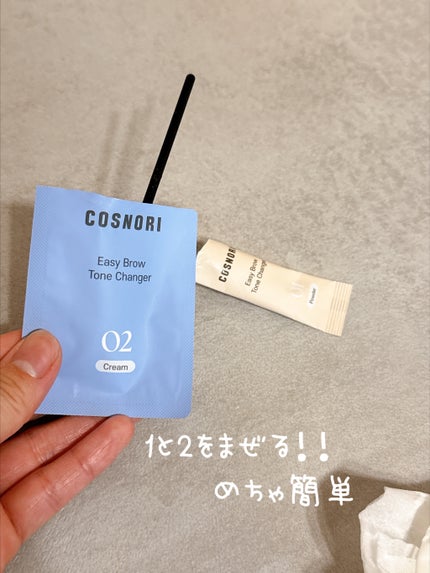 COSNORI
Easy Brow
Tone Changer
02
Cream
COSNORI
Easy Brow
Tone Changer
01
Powder
1と2をまぜる!!
めちゃ簡単